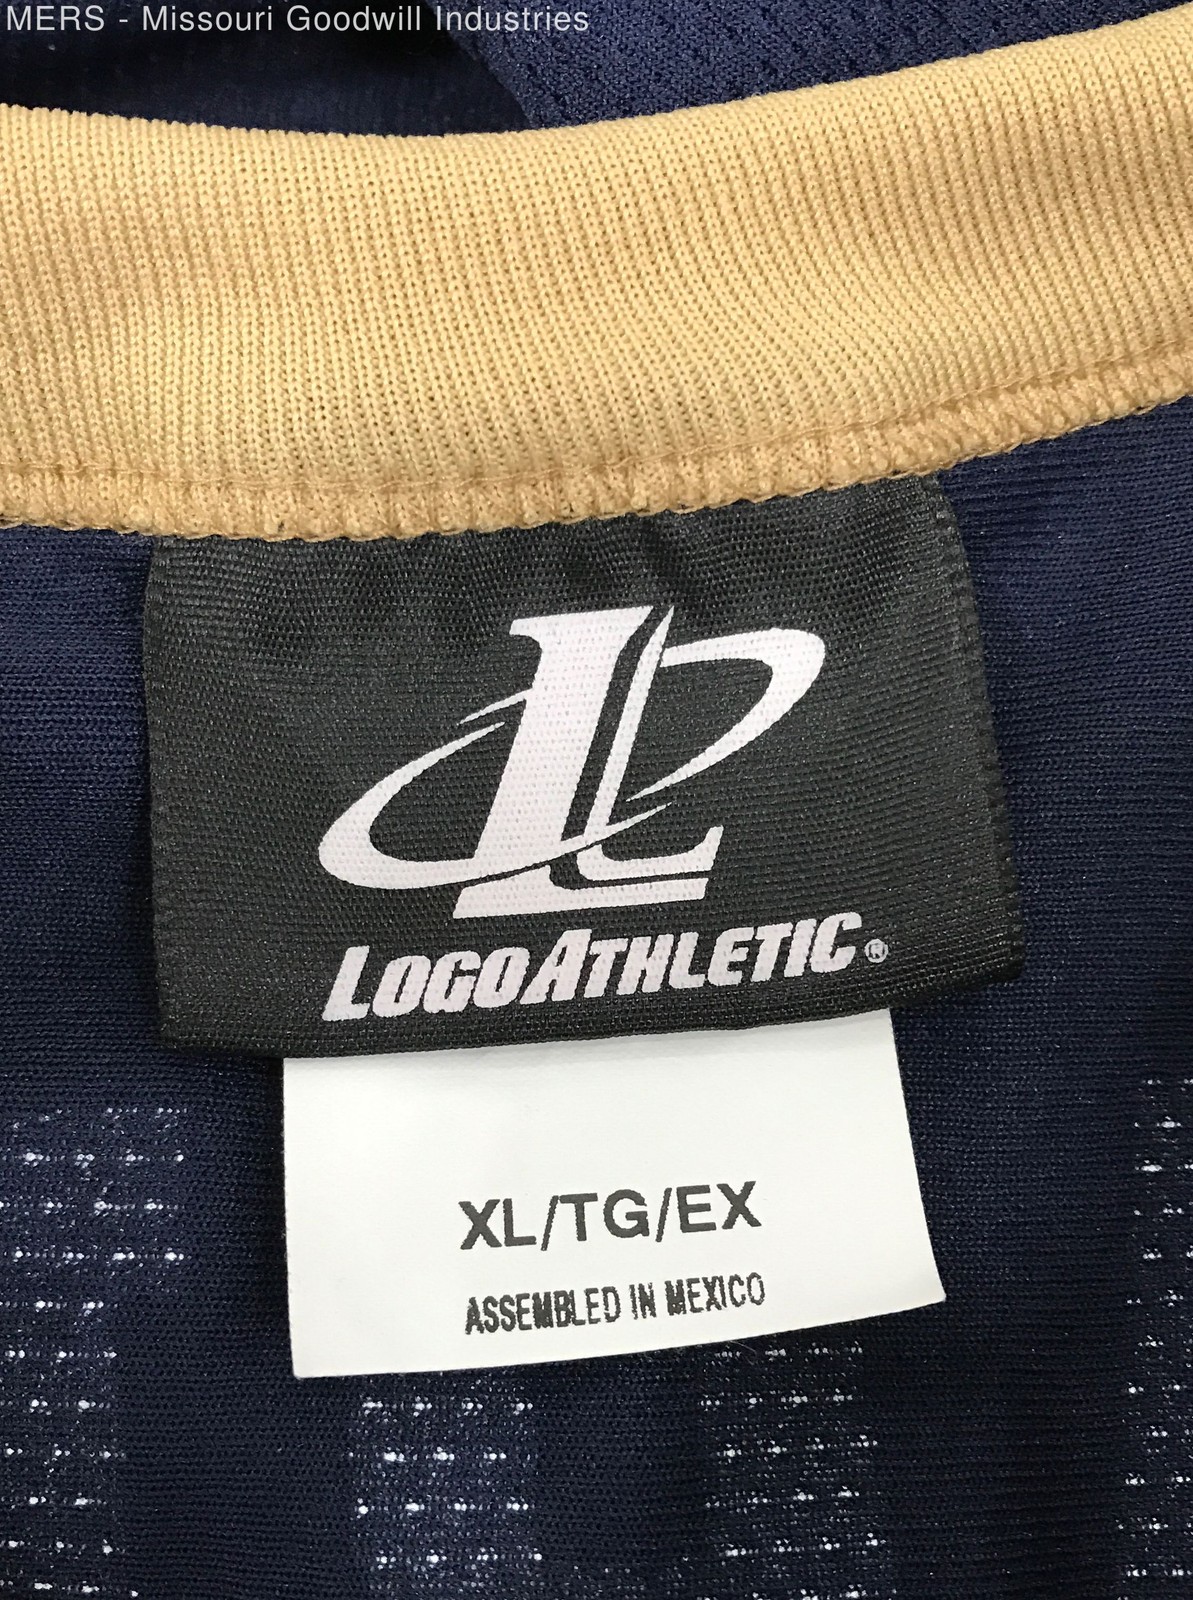 MERS - Missouri Goodwill Industries
LOGOATHLETIC®
XL/TG/EX
ASSEMBLED IN MEXICO